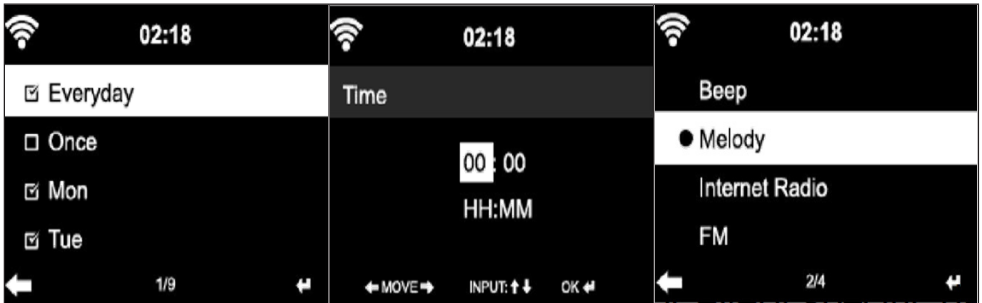 02:18
Everyday
Once
Mon
Tue
1/9
02:18
Time
00:00
HH:MM
MOVE INPUT: OK
02:18
Beep
Melody
Internet Radio
FM
2/4